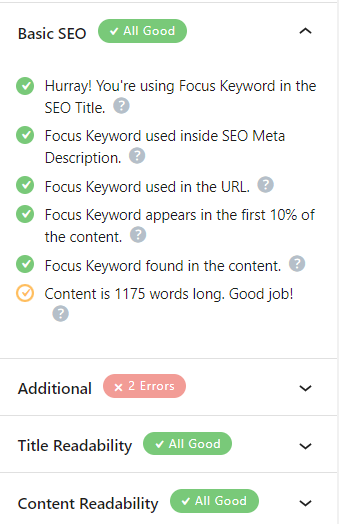 Basic SEO ✓ All Good
Hurray! You're using Focus Keyword in the
SEO Title. ?
Focus Keyword used inside SEO Meta
Description. ?
Focus Keyword used in the URL. ?
Focus Keyword appears in the first 10% of
the content. ?
Focus Keyword found in the content. ?
Content is 1175 words long. Good job!
?
Additional × 2 Errors
Title Readability ✓ All Good
Content Readability ✓ All Good